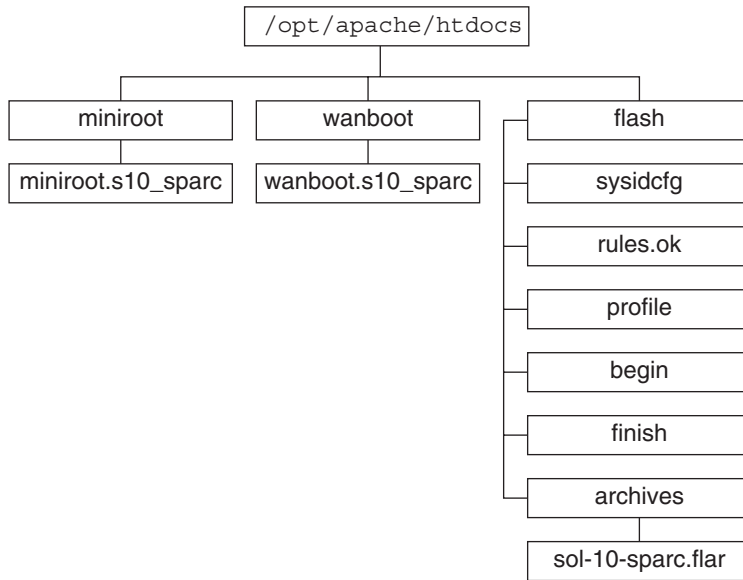 /opt/apache/htdocs
miniroot
wanboot
flash
miniroot.s10_sparc
wanboot.s10_sparc
sysidcfg
rules.ok
profile
begin
finish
archives
sol-10-sparc.flar